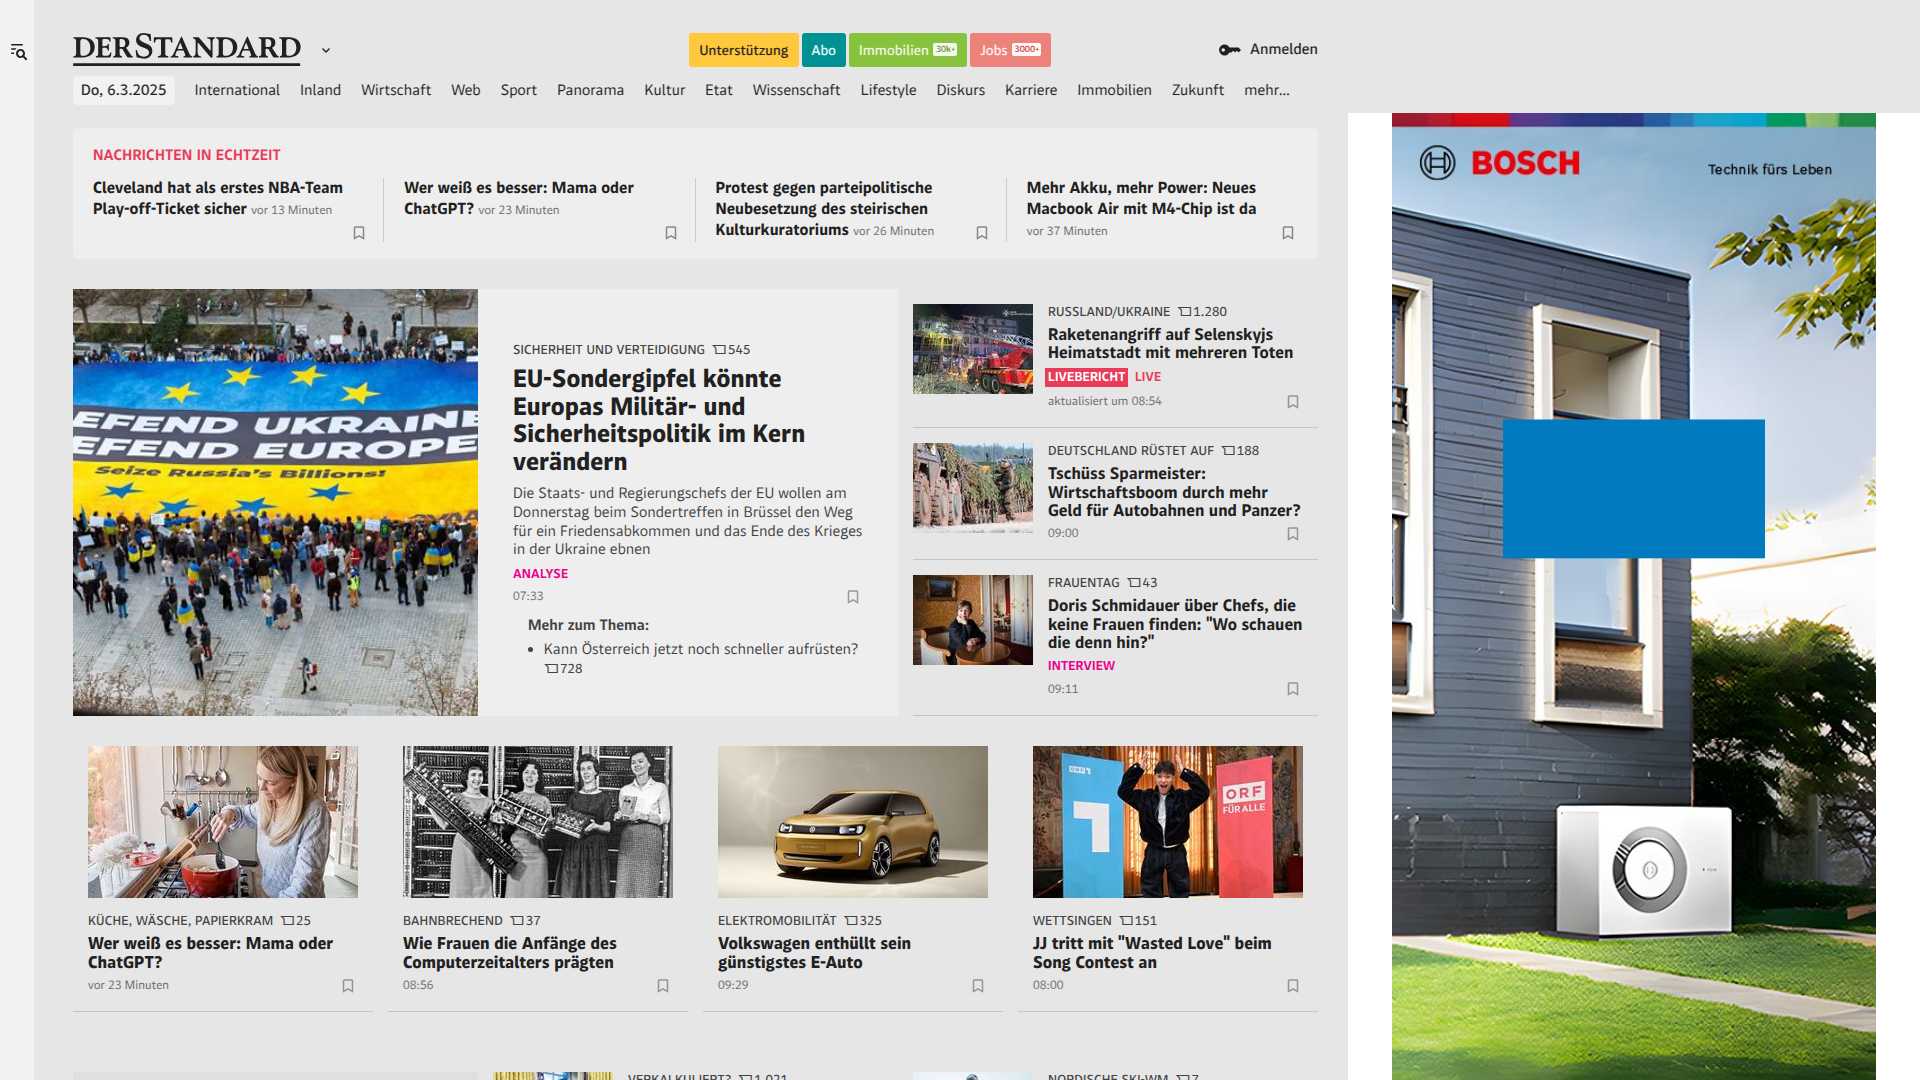 DERSTANDARD
Unterstützung
Abo
Immobilien 30k+
Jobs 3000+
Anmelden
Do, 6.3.2025
International
Inland
Wirtschaft
Web
Sport
Panorama
Kultur
Etat
Wissenschaft
Lifestyle
Diskurs
Karriere
Immobilien
Zukunft
mehr...
NACHRICHTEN IN ECHTZEIT
Cleveland hat als erstes NBA-Team
Play-off-Ticket sicher vor 13 Minuten
Wer weiß es besser: Mama oder
ChatGPT? vor 23 Minuten
Protest gegen parteipolitische
Neubesetzung des steirischen
Kulturkuratoriums vor 26 Minuten
Mehr Akku, mehr Power: Neues
Macbook Air mit M4-Chip ist da
vor 37 Minuten
EFEND UKRAINE
EFEND EUROPE
Seize Russia's Billions!
SICHERHEIT UND VERTEIDIGUNG 545
EU-Sondergipfel könnte
Europas Militär- und
Sicherheitspolitik im Kern
verändern
Die Staats- und Regierungschefs der EU wollen am
Donnerstag beim Sondertreffen in Brüssel den Weg
für ein Friedensabkommen und das Ende des Krieges
in der Ukraine ebnen
ANALYSE
07:33
Mehr zum Thema:
• Kann Österreich jetzt noch schneller aufrüsten?
728
RUSSLAND/UKRAINE 1.280
Raketenangriff auf Selenskyjs
Heimatstadt mit mehreren Toten
LIVEBERICHT LIVE
aktualisiert um 08:54
DEUTSCHLAND RÜSTET AUF 188
Tschüss Sparmeister:
Wirtschaftsboom durch mehr
Geld für Autobahnen und Panzer?
09:00
FRAUENTAG 43
Doris Schmidauer über Chefs, die
keine Frauen finden: "Wo schauen
die denn hin?"
INTERVIEW
09:11
KÜCHE, WÄSCHE, PAPIERKRAM 25
Wer weiß es besser: Mama oder
ChatGPT?
vor 23 Minuten
BAHNBRECHEND 37
Wie Frauen die Anfänge des
Computerzeitalters prägten
08:56
ELEKTROMOBILITÄT 325
Volkswagen enthüllt sein
günstigstes E-Auto
09:29
ORF 1
1
ORF
FÜR ALLE
WETTSINGEN 151
JJ tritt mit "Wasted Love" beim
Song Contest an
08:00
VERKALKULIERT? 1.021
NORDISCHE SKI-WM 7
BOSCH
Technik fürs Leben